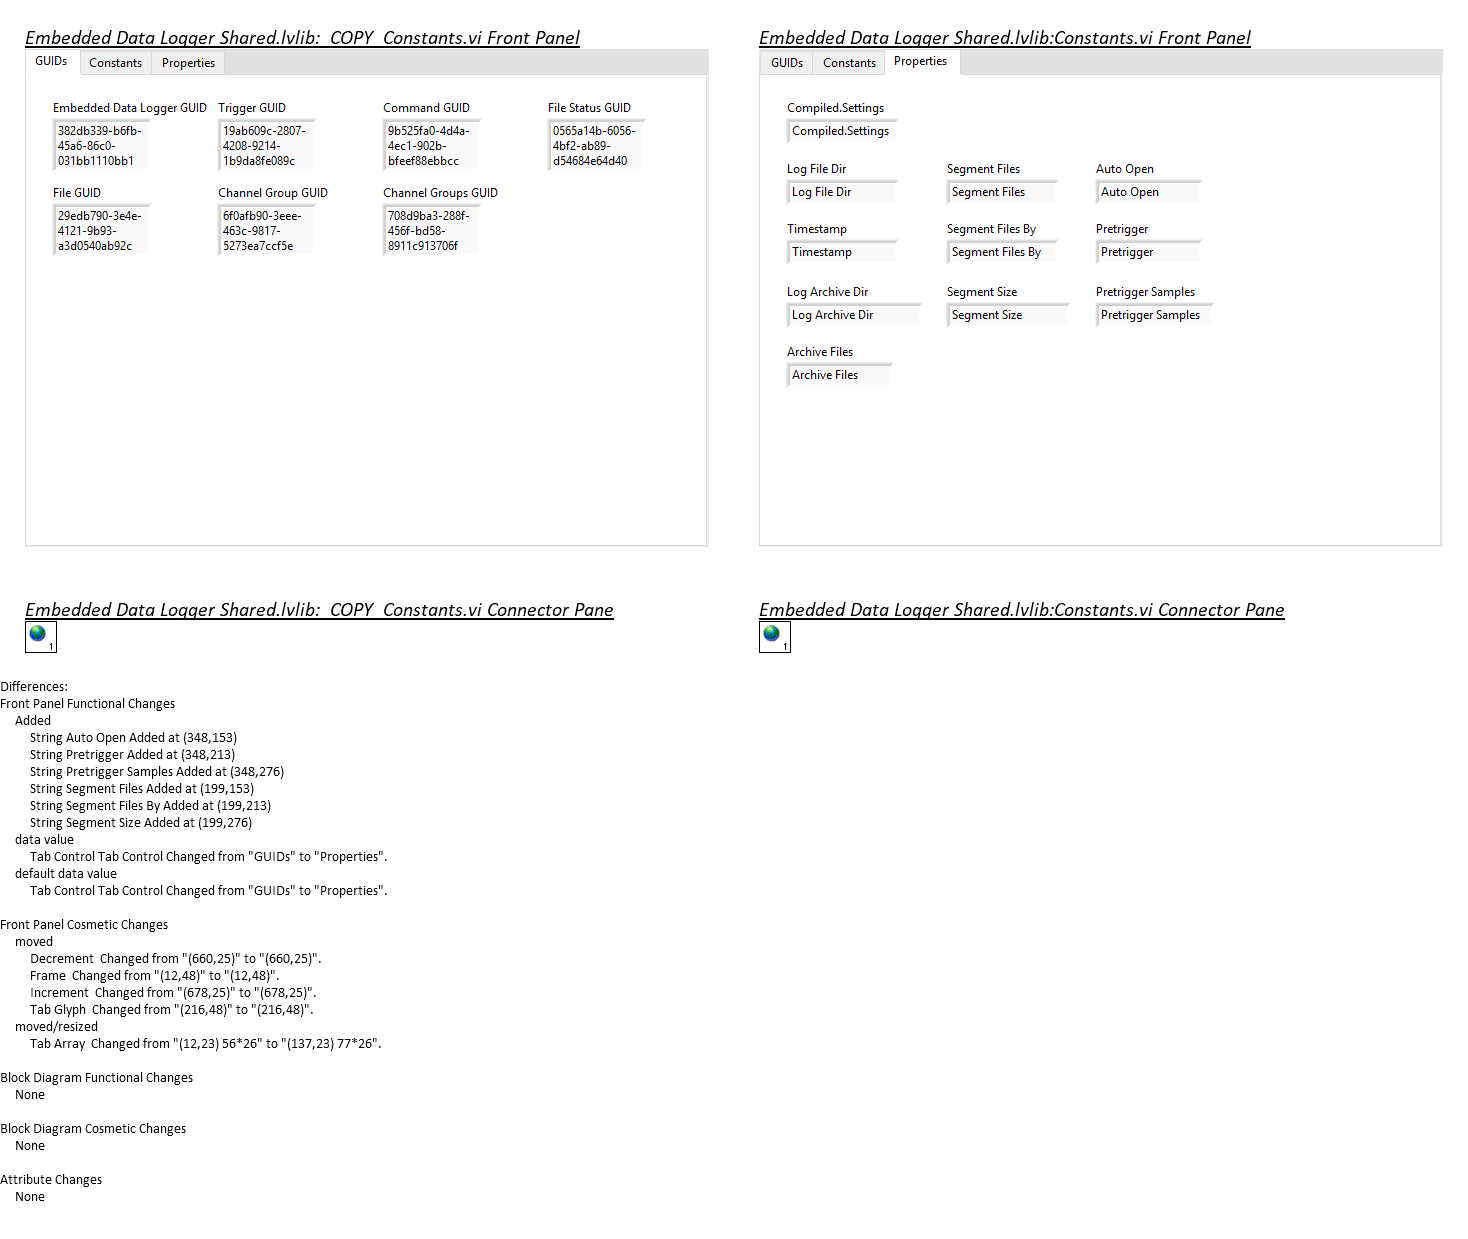 Embedded Data Logger Shared.lvlib:_COPY_Constants.vi Front Panel
GUIDs Constants Properties
Embedded Data Logger GUID Trigger GUID Command GUID File Status GUID
382db339-b6fb- 19ab609c-2807- 9b525fa0-4d4a- 0565a14b-6056-
45a6-86c0- 4208-9214- 4ec1-902b- 4bf2-ab89-
031bb1110bb1 1b9da8fe089c bfeef88ebbcc d54684e64d40
File GUID Channel Group GUID Channel Groups GUID
29edb790-3e4e- 6f0afb90-3eee- 708d9ba3-288f-
4121-9b93- 463c-9817- 456f-bd58-
a3d0540ab92c 5273ea7ccf5e 8911c913706f
Embedded Data Logger Shared.lvlib:Constants.vi Front Panel
GUIDs Constants Properties
Compiled.Settings
Compiled.Settings
Log File Dir Segment Files Auto Open
Log File Dir Segment Files Auto Open
Timestamp Segment Files By Pretrigger
Timestamp Segment Files By Pretrigger
Log Archive Dir Segment Size Pretrigger Samples
Log Archive Dir Segment Size Pretrigger Samples
Archive Files
Archive Files
Embedded Data Logger Shared.lvlib:_COPY_Constants.vi Connector Pane
1
Embedded Data Logger Shared.lvlib:Constants.vi Connector Pane
1
Differences:
Front Panel Functional Changes
Added
String Auto Open Added at (348,153)
String Pretrigger Added at (348,213)
String Pretrigger Samples Added at (348,276)
String Segment Files Added at (199,153)
String Segment Files By Added at (199,213)
String Segment Size Added at (199,276)
data value
Tab Control Tab Control Changed from "GUIDs" to "Properties".
default data value
Tab Control Tab Control Changed from "GUIDs" to "Properties".
Front Panel Cosmetic Changes
moved
Decrement  Changed from "(660,25)" to "(660,25)".
Frame  Changed from "(12,48)" to "(12,48)".
Increment  Changed from "(678,25)" to "(678,25)".
Tab Glyph  Changed from "(216,48)" to "(216,48)".
moved/resized
Tab Array  Changed from "(12,23) 56*26" to "(137,23) 77*26".
Block Diagram Functional Changes
None
Block Diagram Cosmetic Changes
None
Attribute Changes
None